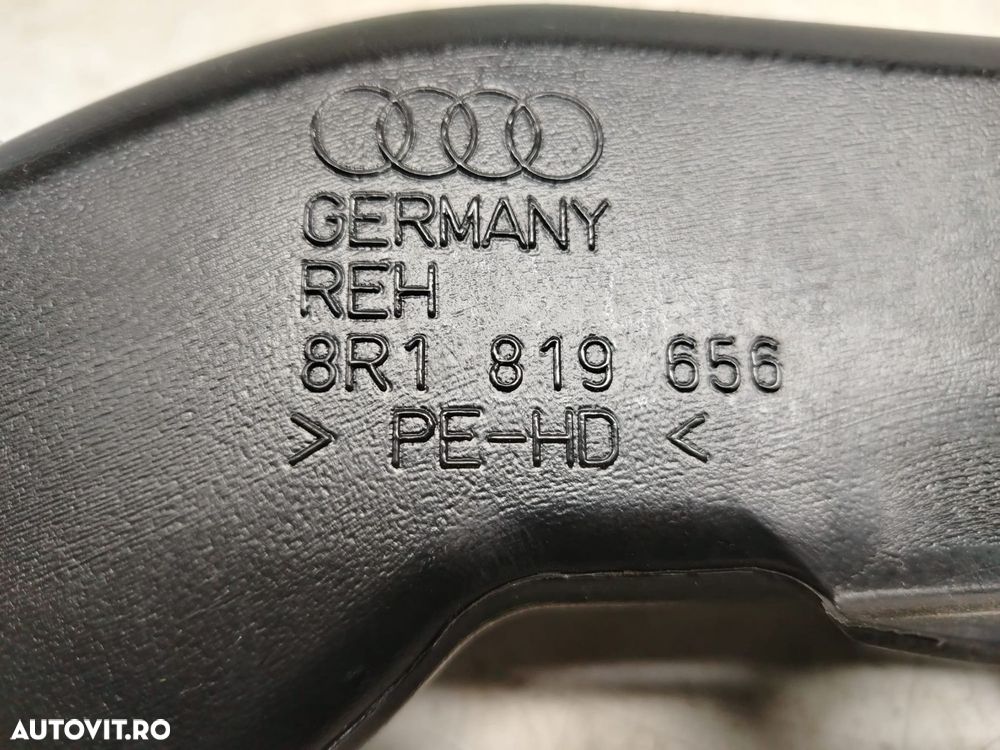 GERMANY
REH
8R1 819 656
> PE-HD <
AUTOVIT.RO